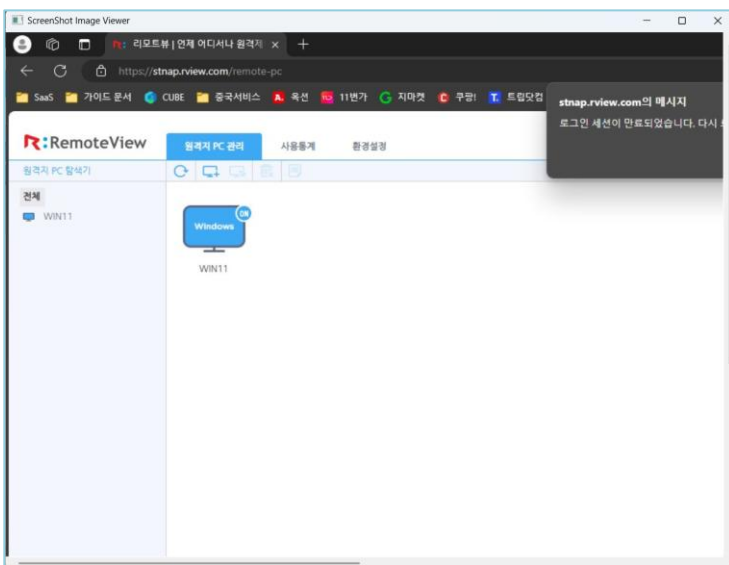 ScreenShot Image Viewer
리모트뷰 | 언제 어디서나 원격제
https://stnap.rview.com/remote-pc
SaaS 가이드 문서 CUBE 중국서비스 옥션 11번가 지마켓 쿠팡! 트립닷컴
stnap.rview.com의 메시지
로그인 세션이 만료되었습니다. 다시
RemoteView 원격지 PC 관리 사용통계 환경설정
원격지 PC 탐색기
전체
WIN11
Windows ON
WIN11